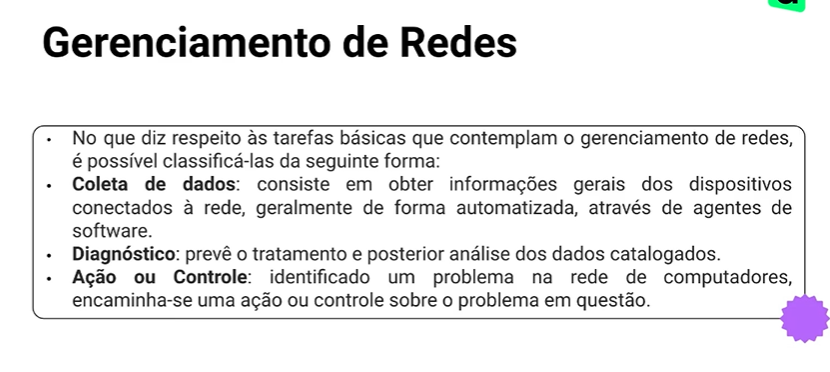 Gerenciamento de Redes
• No que diz respeito às tarefas básicas que contemplam o gerenciamento de redes,
é possível classificá-las da seguinte forma:
• Coleta de dados: consiste em obter informações gerais dos dispositivos
conectados à rede, geralmente de forma automatizada, através de agentes de
software.
• Diagnóstico: prevê o tratamento e posterior análise dos dados catalogados.
• Ação ou Controle: identificado um problema na rede de computadores,
encaminha-se uma ação ou controle sobre o problema em questão.